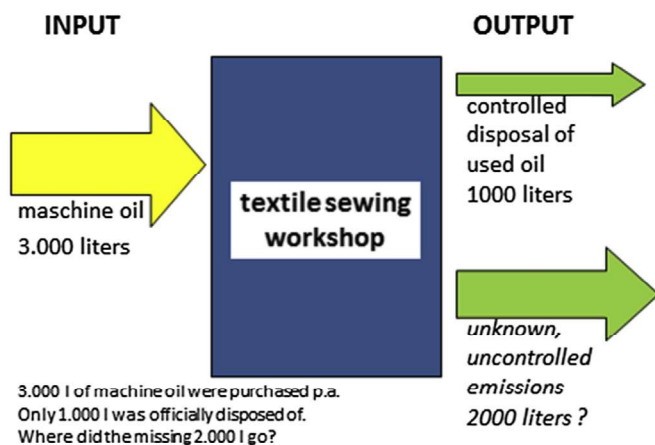 INPUT
OUTPUT
maschine oil
3.000 liters
textile sewing
workshop
controlled
disposal of
used oil
1000 liters
unknown,
uncontrolled
emissions
2000 liters ?
3.000 l of machine oil were purchased p.a.
Only 1.000 l was officially disposed of.
Where did the missing 2.000 l go?